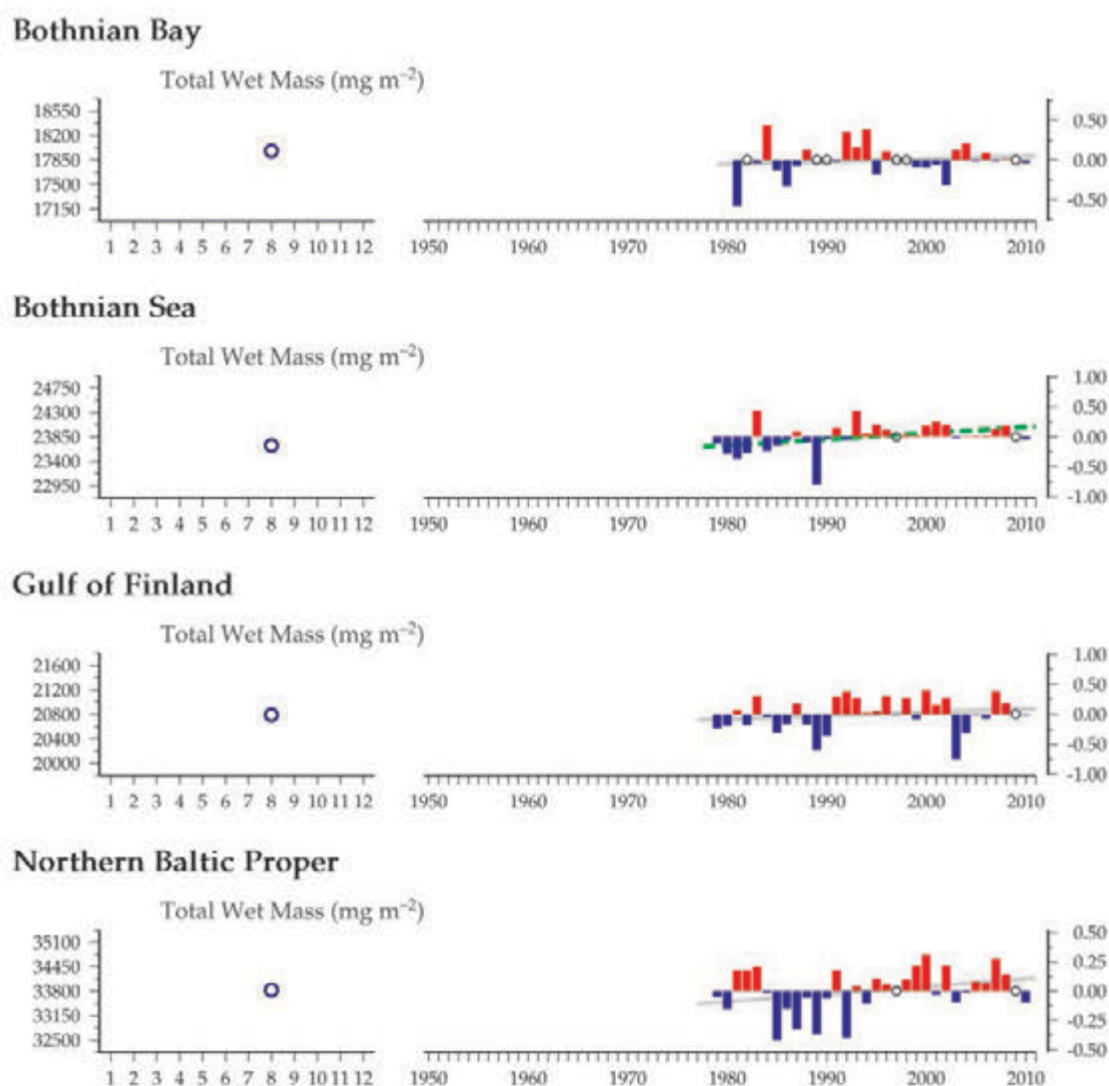 Bothnian Bay
Total Wet Mass (mg m⁻²)
18550
18200
17850
17500
17150
0.50
0.00
-0.50
1 2 3 4 5 6 7 8 9 10 11 12
1950 1960 1970 1980 1990 2000 2010
Bothnian Sea
Total Wet Mass (mg m⁻²)
24750
24300
23850
23400
22950
1.00
0.50
0.00
-0.50
-1.00
1 2 3 4 5 6 7 8 9 10 11 12
1950 1960 1970 1980 1990 2000 2010
Gulf of Finland
Total Wet Mass (mg m⁻²)
21600
21200
20800
20400
20000
1.00
0.50
0.00
-0.50
-1.00
1 2 3 4 5 6 7 8 9 10 11 12
1950 1960 1970 1980 1990 2000 2010
Northern Baltic Proper
Total Wet Mass (mg m⁻²)
35100
34450
33800
33150
32500
0.50
0.25
0.00
-0.25
-0.50
1 2 3 4 5 6 7 8 9 10 11 12
1950 1960 1970 1980 1990 2000 2010